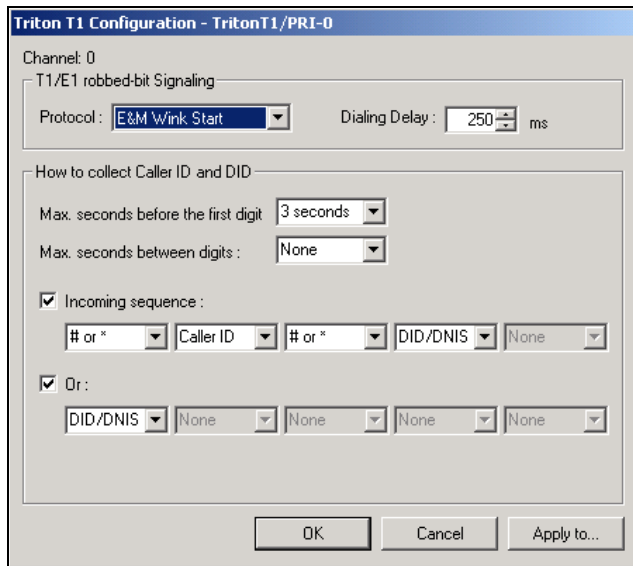 Triton T1 Configuration - TritonT1/PRI-0
Channel: 0
T1/E1 robbed-bit Signaling
Protocol : E&M Wink Start Dialing Delay : 250 ms
How to collect Caller ID and DID
Max. seconds before the first digit 3 seconds
Max. seconds between digits : None
Incoming sequence :
# or * Caller ID # or * DID/DNIS None
Or :
DID/DNIS None None None None
OK Cancel Apply to...